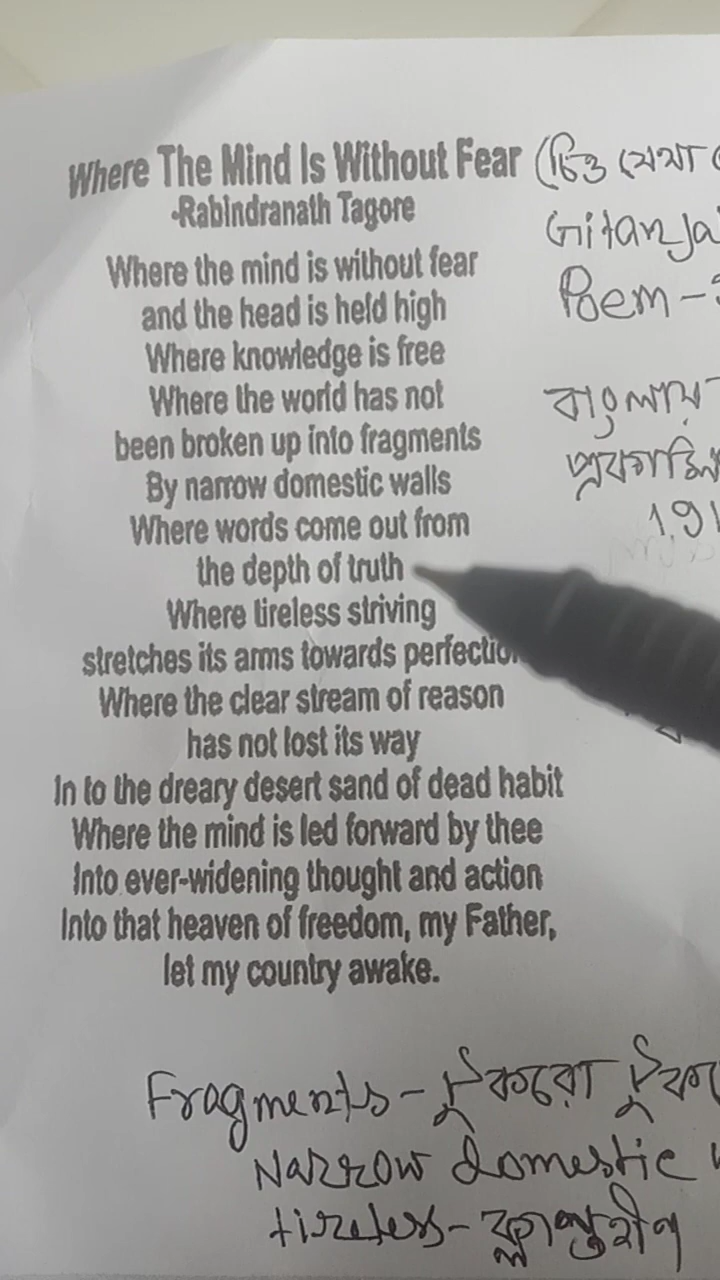 Where The Mind Is Without Fear (চিত্ত যেথা
-Rabindranath Tagore
Gitanja
Where the mind is without fear
and the head is held high
Poem -
Where knowledge is free
Where the world has not
been broken up into fragments
By narrow domestic walls
Where words come out from
the depth of truth
Where tireless striving
stretches its arms towards perfectio
Where the clear stream of reason
has not lost its way
In to the dreary desert sand of dead habit
Where the mind is led forward by thee
Into ever-widening thought and action
Into that heaven of freedom, my Father,
let my country awake.
বাংলায়
প্রকাশিত
191
Fragments - টুকরো টুক
Narrow domestic
tireless - ক্লান্তহীন